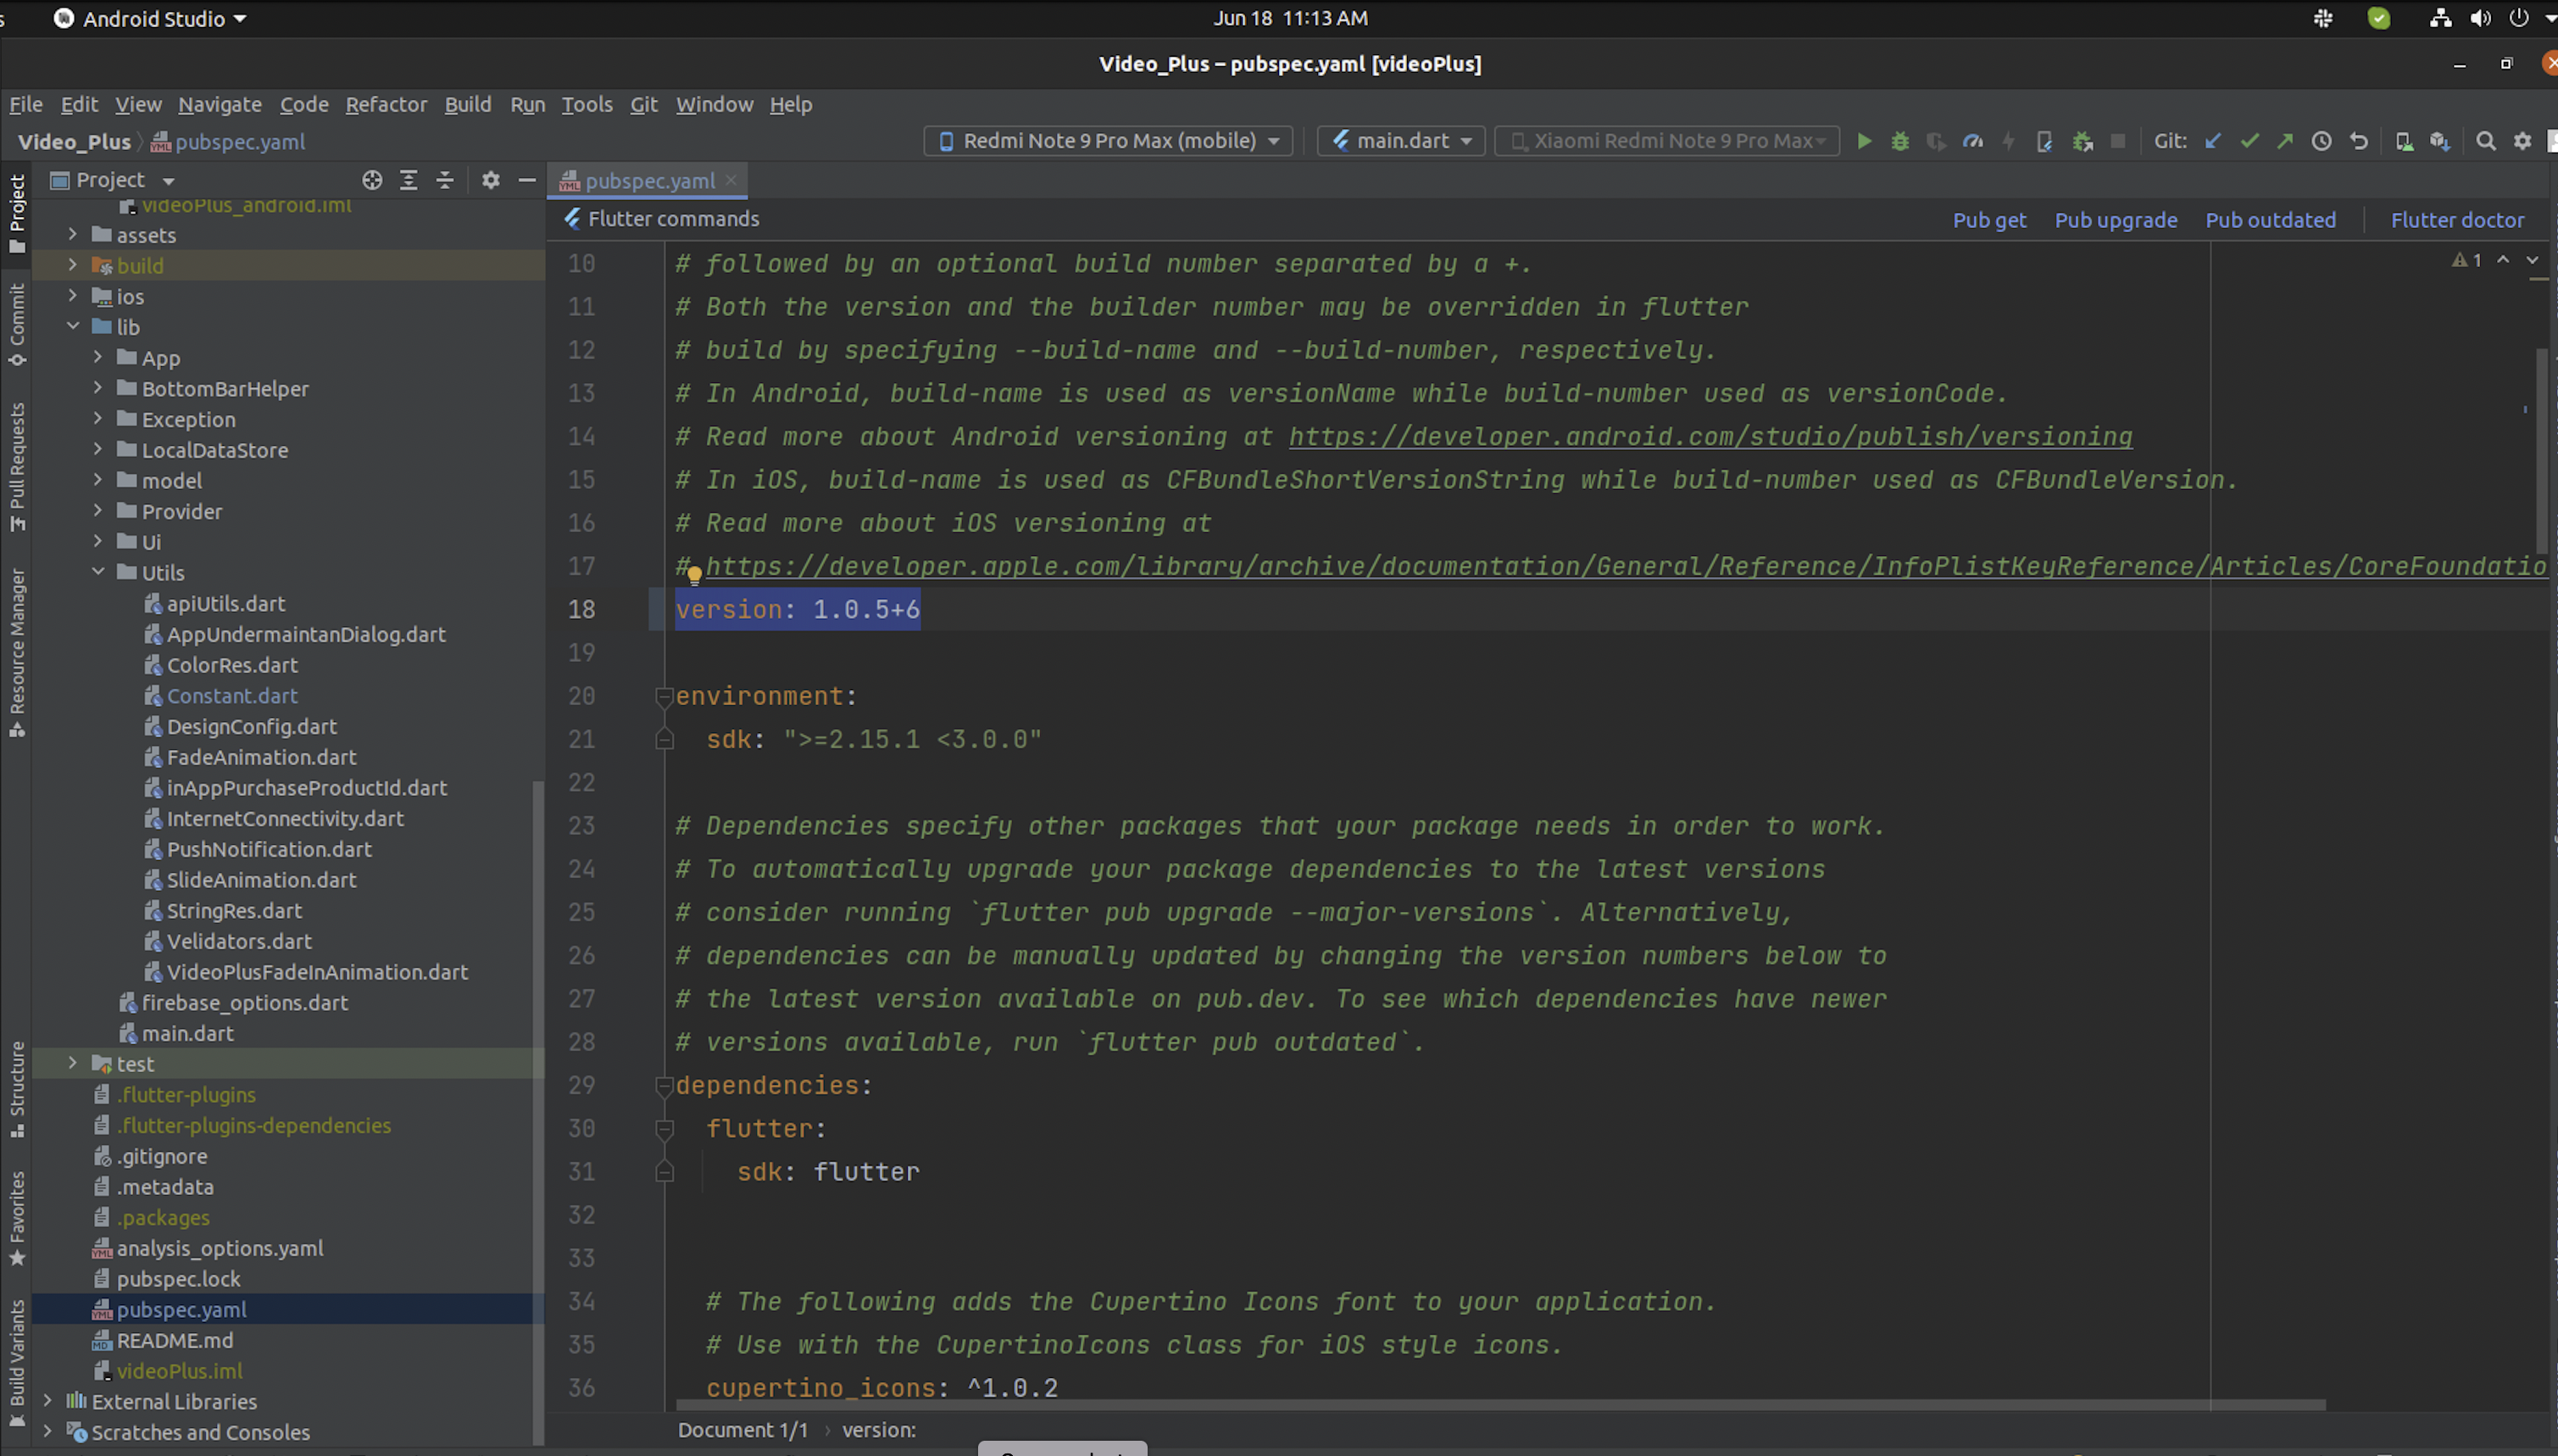 Android Studio
Jun 18 11:13 AM
Video_Plus – pubspec.yaml [videoPlus]
File Edit View Navigate Code Refactor Build Run Tools Git Window Help
Video_Plus pubspec.yaml
Redmi Note 9 Pro Max (mobile) main.dart Xiaomi Redmi Note 9 Pro Max Git:
Project
Commit
Pull Requests
Resource Manager
Structure
Favorites
Build Variants
Project
videoPlus_android.iml
assets
build
ios
lib
App
BottomBarHelper
Exception
LocalDataStore
model
Provider
Ui
Utils
apiUtils.dart
AppUndermaintanDialog.dart
ColorRes.dart
Constant.dart
DesignConfig.dart
FadeAnimation.dart
inAppPurchaseProductId.dart
InternetConnectivity.dart
PushNotification.dart
SlideAnimation.dart
StringRes.dart
Velidators.dart
VideoPlusFadeInAnimation.dart
firebase_options.dart
main.dart
test
.flutter-plugins
.flutter-plugins-dependencies
.gitignore
.metadata
.packages
analysis_options.yaml
pubspec.lock
pubspec.yaml
README.md
videoPlus.iml
External Libraries
Scratches and Consoles
pubspec.yaml
Flutter commands
Pub get Pub upgrade Pub outdated Flutter doctor
1
10 # followed by an optional build number separated by a +.
11 # Both the version and the builder number may be overridden in flutter
12 # build by specifying --build-name and --build-number, respectively.
13 # In Android, build-name is used as versionName while build-number used as versionCode.
14 # Read more about Android versioning at https://developer.android.com/studio/publish/versioning
15 # In iOS, build-name is used as CFBundleShortVersionString while build-number used as CFBundleVersion.
16 # Read more about iOS versioning at
17 # https://developer.apple.com/library/archive/documentation/General/Reference/InfoPlistKeyReference/Articles/CoreFoundatio
18 version: 1.0.5+6
19
20 environment:
21 sdk: ">=2.15.1 <3.0.0"
22
23 # Dependencies specify other packages that your package needs in order to work.
24 # To automatically upgrade your package dependencies to the latest versions
25 # consider running `flutter pub upgrade --major-versions`. Alternatively,
26 # dependencies can be manually updated by changing the version numbers below to
27 # the latest version available on pub.dev. To see which dependencies have newer
28 # versions available, run `flutter pub outdated`.
29 dependencies:
30 flutter:
31 sdk: flutter
32
33
34 # The following adds the Cupertino Icons font to your application.
35 # Use with the CupertinoIcons class for iOS style icons.
36 cupertino_icons: ^1.0.2
Document 1/1 › version: